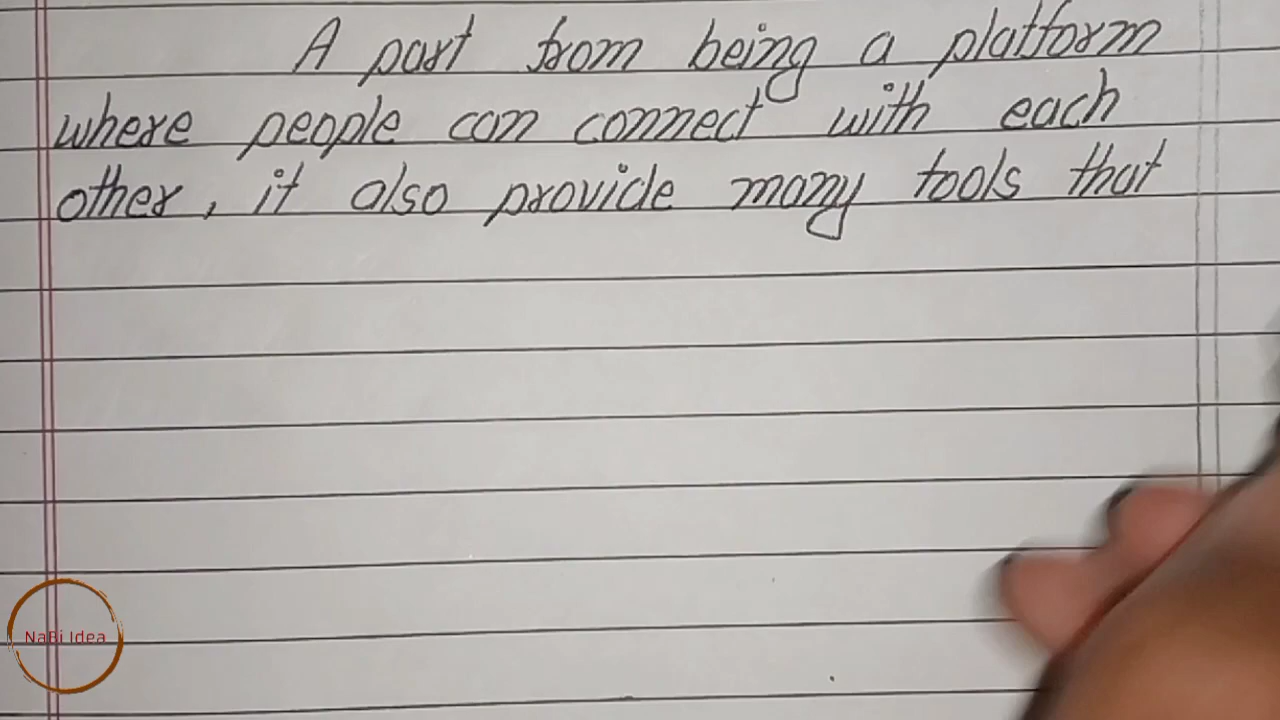 A part from being a platform
where people can connect with each
other, it also provide many tools that
NaBi Idea